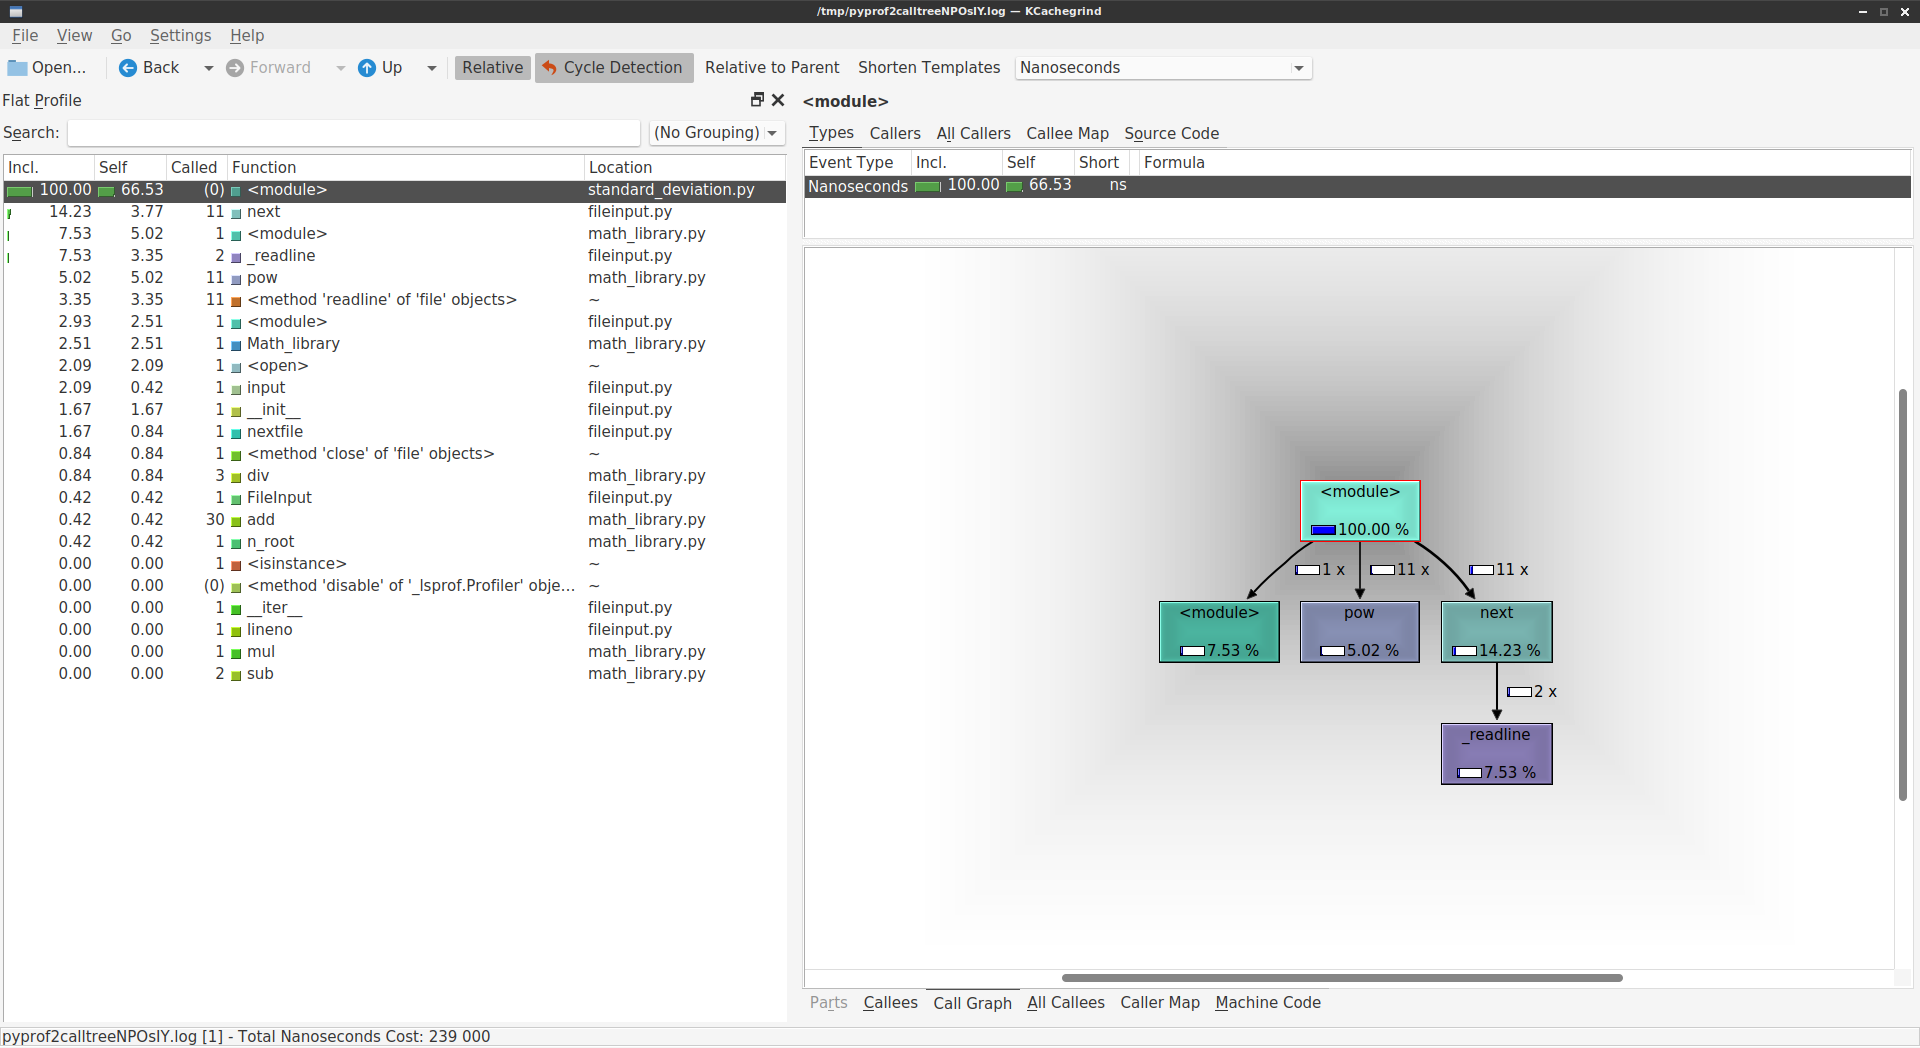 /tmp/pyprof2calltreeNPOsIY.log — KCachegrind
File View Go Settings Help
Open... Back Forward Up Relative Cycle Detection Relative to Parent Shorten Templates Nanoseconds
Flat Profile
Search: (No Grouping)
Incl. Self Called Function Location
100.00 66.53 (0) <module> standard_deviation.py
14.23 3.77 11 next fileinput.py
7.53 5.02 1 <module> math_library.py
7.53 3.35 2 _readline fileinput.py
5.02 5.02 11 pow math_library.py
3.35 3.35 11 <method 'readline' of 'file' objects> ~
2.93 2.51 1 <module> fileinput.py
2.51 2.51 1 Math_library math_library.py
2.09 2.09 1 <open> ~
2.09 0.42 1 input fileinput.py
1.67 1.67 1 __init__ fileinput.py
1.67 0.84 1 nextfile fileinput.py
0.84 0.84 1 <method 'close' of 'file' objects> ~
0.84 0.84 3 div math_library.py
0.42 0.42 1 FileInput fileinput.py
0.42 0.42 30 add math_library.py
0.42 0.42 1 n_root math_library.py
0.00 0.00 1 <isinstance> ~
0.00 0.00 (0) <method 'disable' of '_lsprof.Profiler' obje... ~
0.00 0.00 1 __iter__ fileinput.py
0.00 0.00 1 lineno fileinput.py
0.00 0.00 1 mul math_library.py
0.00 0.00 2 sub math_library.py
<module>
Types Callers All Callers Callee Map Source Code
Event Type Incl. Self Short Formula
Nanoseconds 100.00 66.53 ns
<module>
100.00 %
1 x 11 x 11 x
<module> pow next
7.53 % 5.02 % 14.23 %
2 x
_readline
7.53 %
Parts Callees Call Graph All Callees Caller Map Machine Code
pyprof2calltreeNPOsIY.log [1] - Total Nanoseconds Cost: 239 000